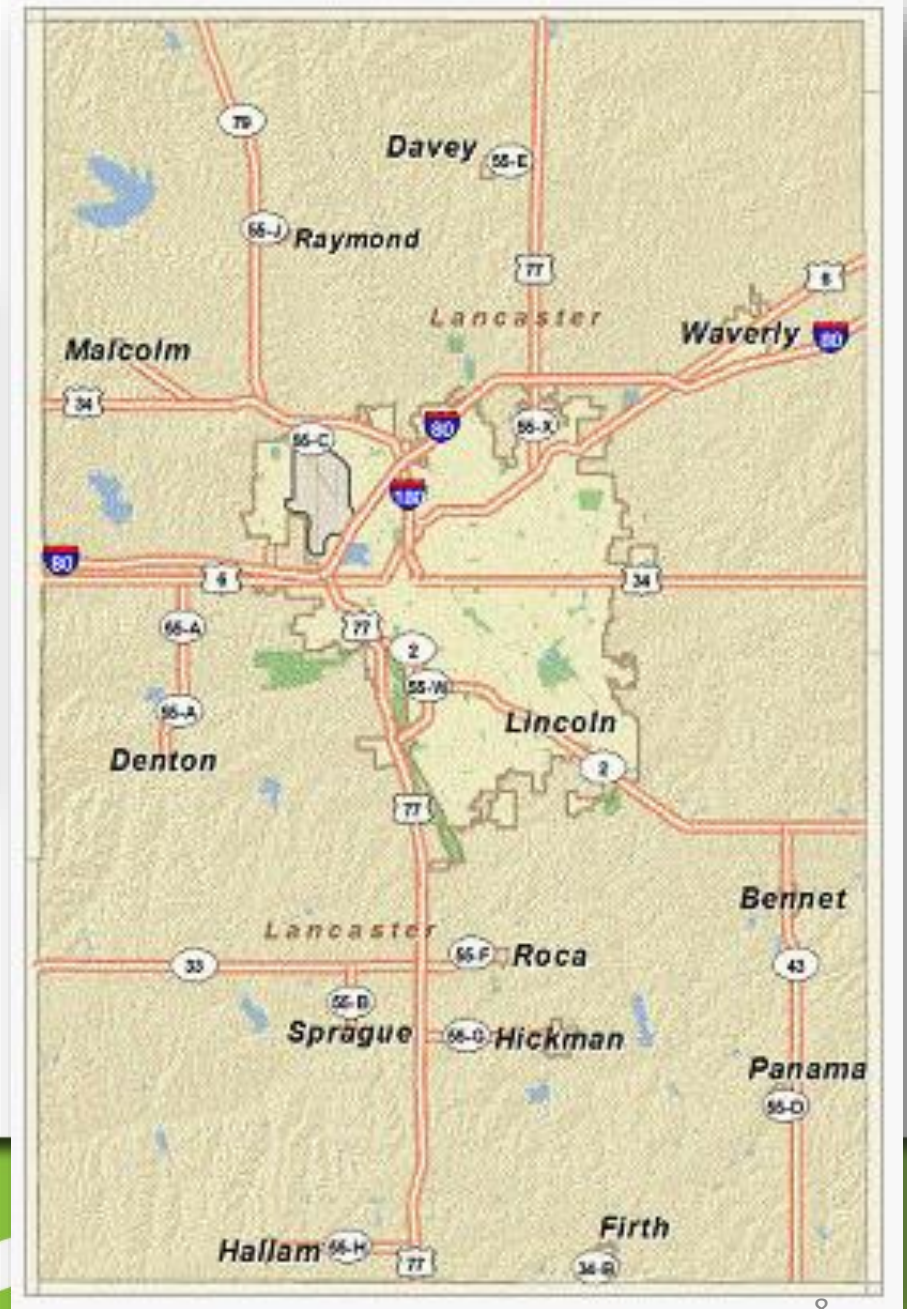 79
Davey
55-E
55-J
Raymond
77
6
Lancaster
Waverly
80
Malcolm
34
80
55-X
55-C
180
80
6
34
55-A
77
2
55-W
55-A
Lincoln
Denton
2
77
Bennet
Lancaster
55-F
Roca
33
43
55-B
Sprague
55-G
Hickman
Panama
55-D
Firth
Hallam
55-H
77
34-B